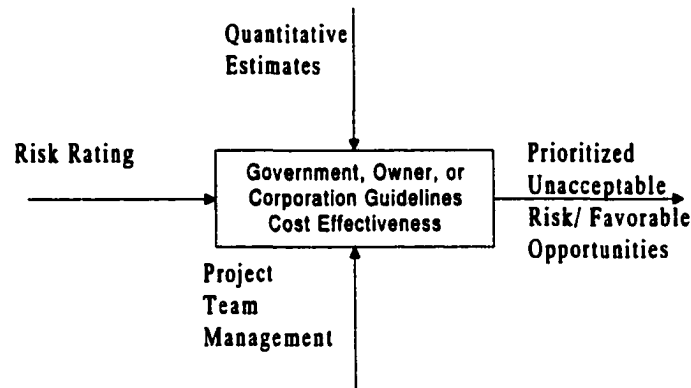 Quantitative
Estimates
Risk Rating
Government, Owner, or
Corporation Guidelines
Cost Effectiveness
Prioritized
Unacceptable
Risk/ Favorable
Opportunities
Project
Team
Management